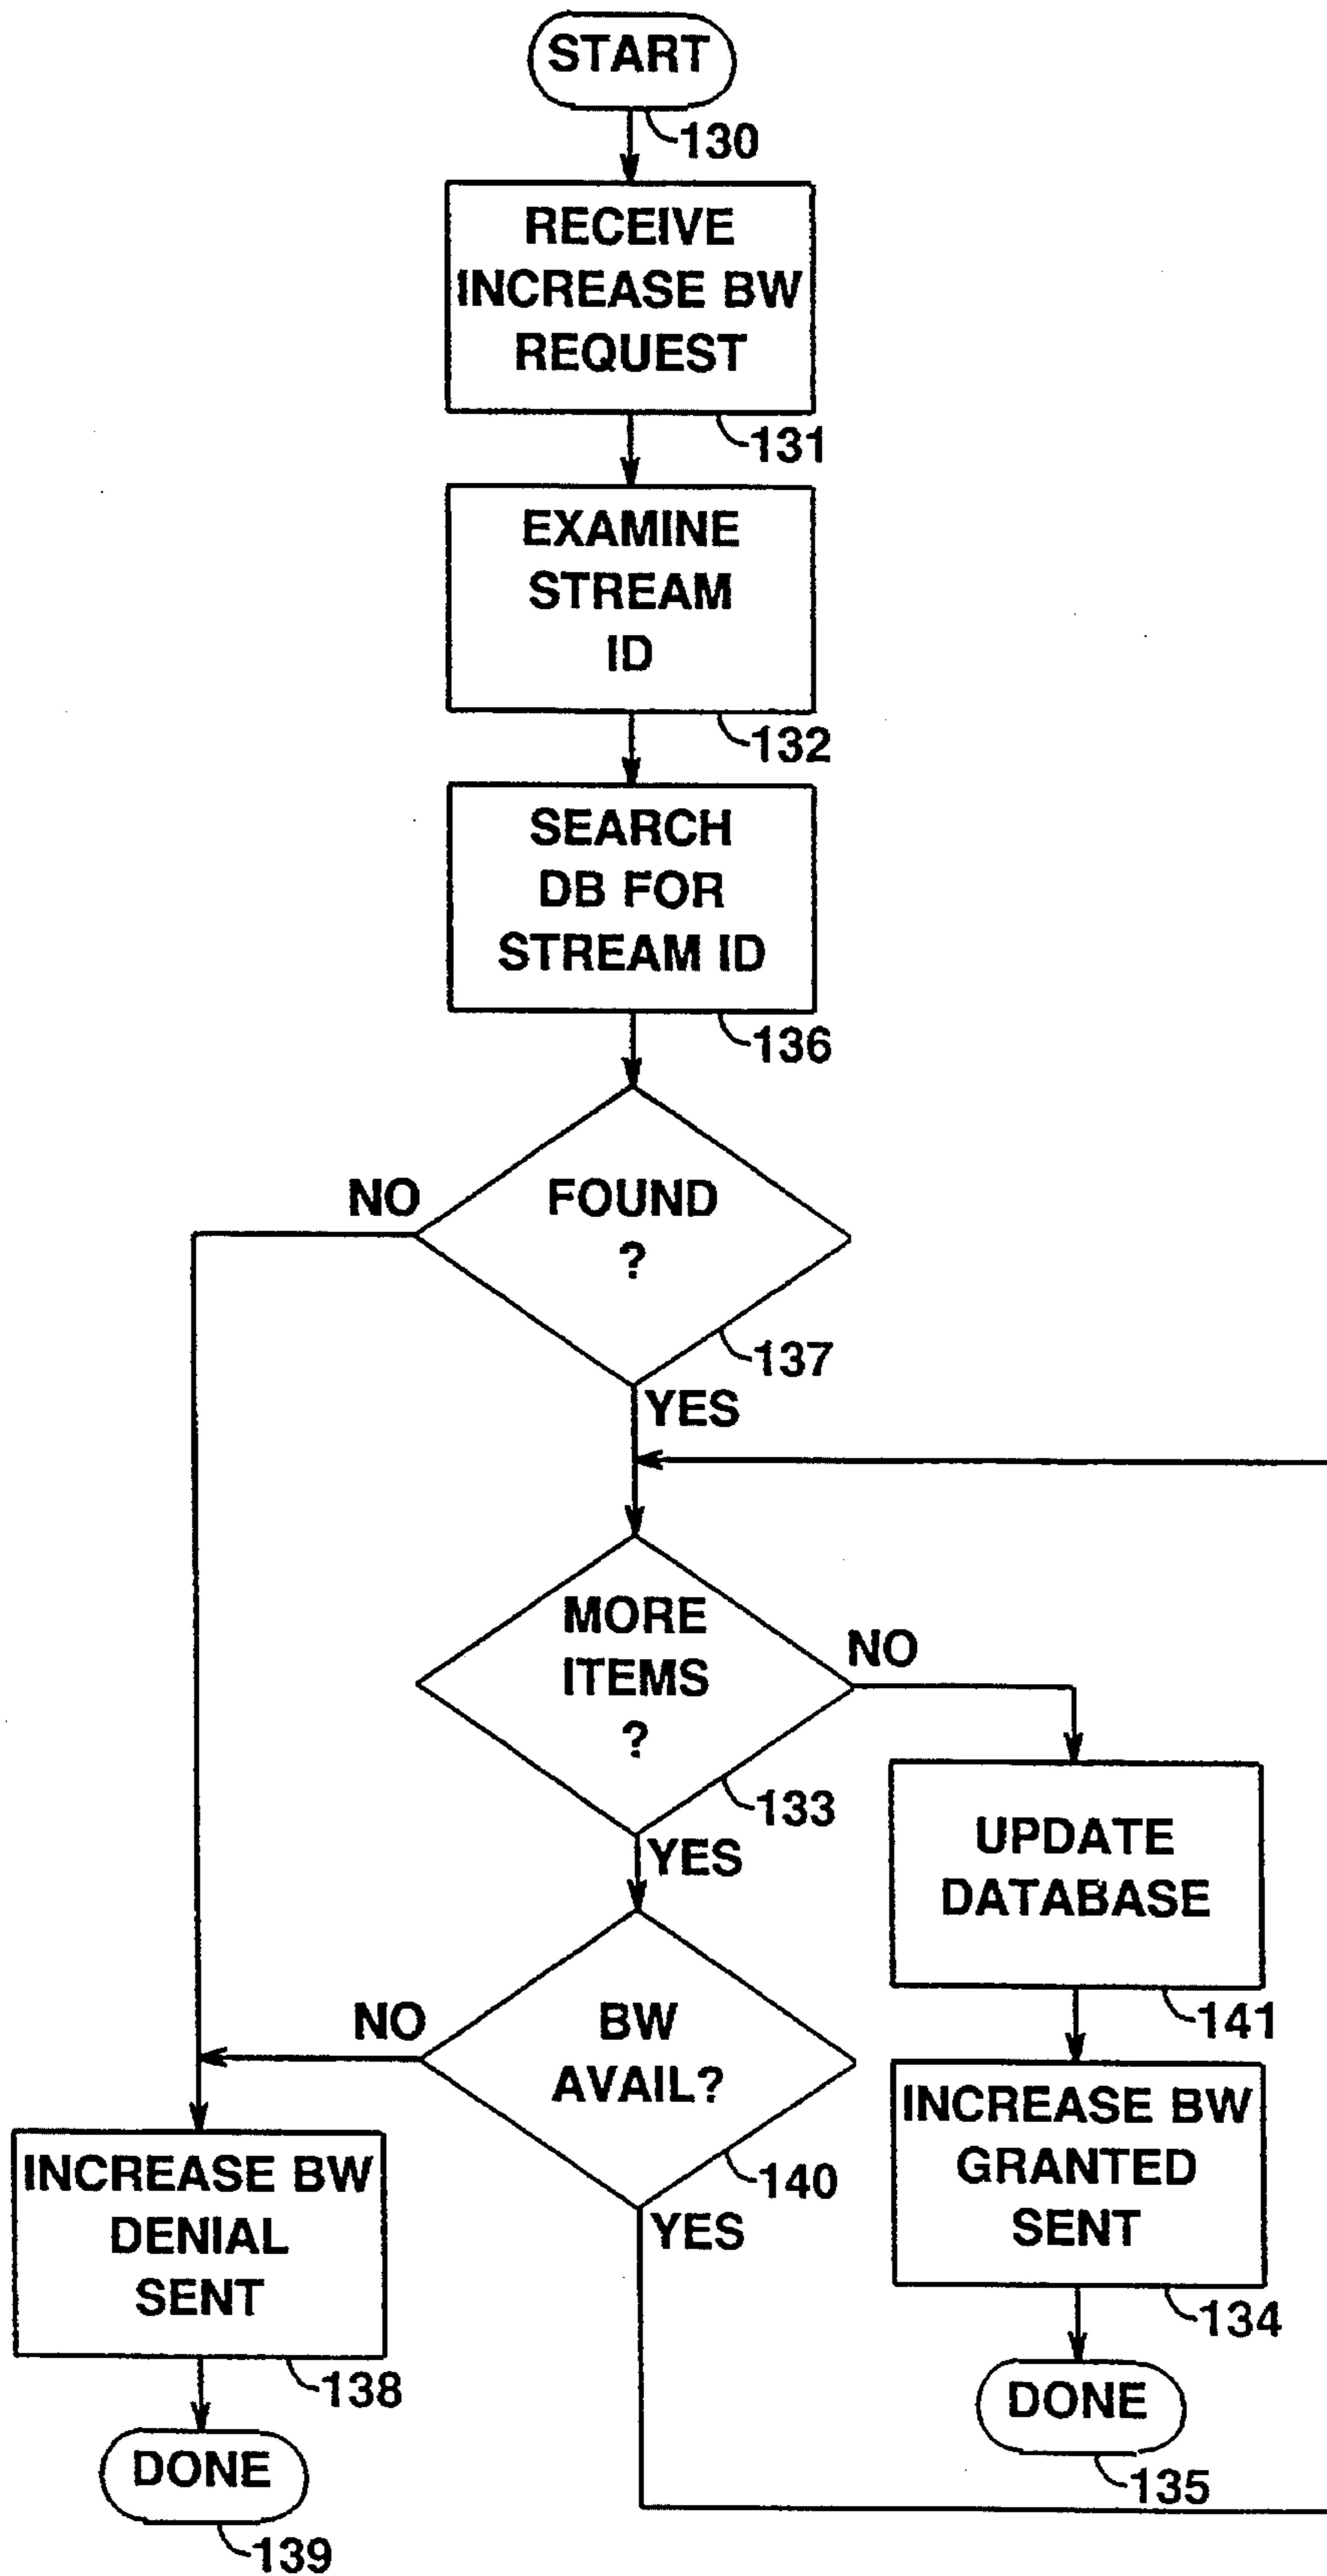 START
130
RECEIVE
INCREASE BW
REQUEST
131
EXAMINE
STREAM
ID
132
SEARCH
DB FOR
STREAM ID
136
NO
FOUND
?
137
YES
MORE
ITEMS
?
NO
133
YES
UPDATE
DATABASE
141
NO
BW
AVAIL?
140
YES
INCREASE BW
GRANTED
SENT
134
DONE
135
INCREASE BW
DENIAL
SENT
138
DONE
139